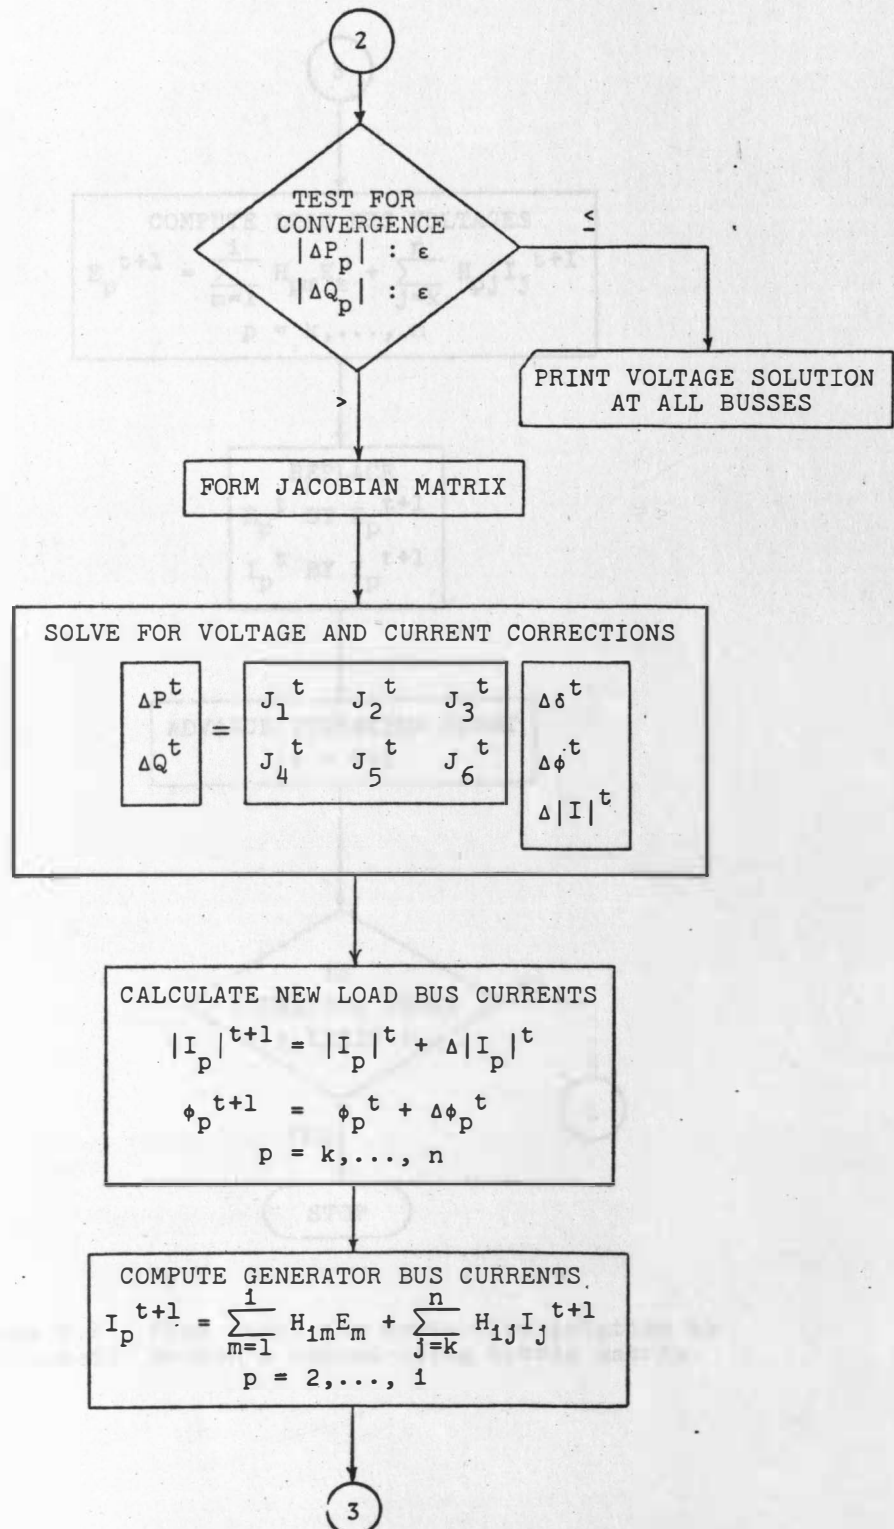 2
TEST FOR
CONVERGENCE
|ΔP_p| : ε
|ΔQ_p| : ε
≤
>
PRINT VOLTAGE SOLUTION
AT ALL BUSSES
FORM JACOBIAN MATRIX
SOLVE FOR VOLTAGE AND CURRENT CORRECTIONS
ΔP^t = J_1^t J_2^t J_3^t Δδ^t
ΔQ^t J_4^t J_5^t J_6^t Δϕ^t
Δ|I|^t
CALCULATE NEW LOAD BUS CURRENTS
|I_p|^t+1 = |I_p|^t + Δ|I_p|^t
ϕ_p^t+1 = ϕ_p^t + Δϕ_p^t
p = k,..., n
COMPUTE GENERATOR BUS CURRENTS
I_p^t+1 = Σ_m=1^i H_im E_m + Σ_j=k^n H_ij I_j^t+1
p = 2,..., i
3